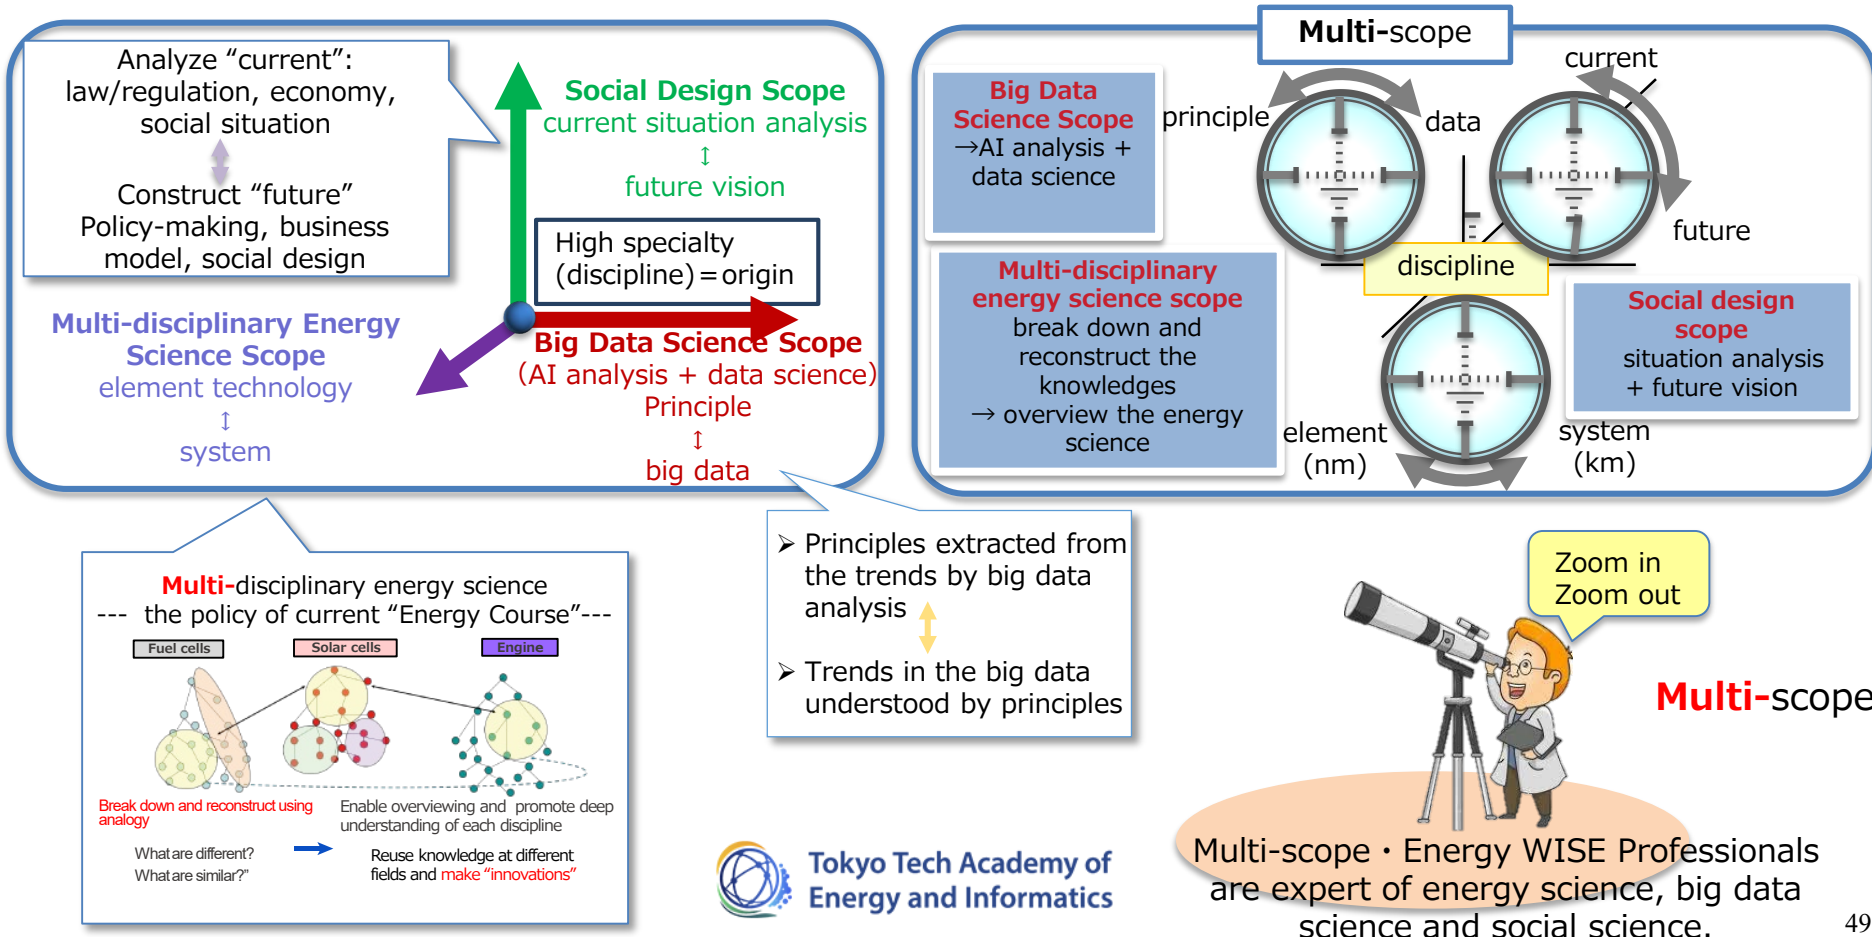 Analyze “current”:
law/regulation, economy,
social situation
Construct “future”
Policy-making, business
model, social design
Social Design Scope
current situation analysis
↕
future vision
High specialty
(discipline)＝origin
Multi-disciplinary Energy
Science Scope
element technology
↕
system
Big Data Science Scope
(AI analysis + data science)
Principle
↕
big data
Multi-scope
Big Data
Science Scope
→AI analysis +
data science
principle
data
current
future
discipline
Multi-disciplinary
energy science scope
break down and
reconstruct the
knowledges
→ overview the energy
science
Social design
scope
situation analysis
+ future vision
element
(nm)
system
(km)
Multi-disciplinary energy science
--- the policy of current “Energy Course”---
Fuel cells
Solar cells
Engine
Break down and reconstruct using
analogy
Enable overviewing and promote deep
understanding of each discipline
What are different?
What are similar?”
Reuse knowledge at different
fields and make “innovations”
➢ Principles extracted from
the trends by big data
analysis
➢ Trends in the big data
understood by principles
Zoom in
Zoom out
Multi-scope
Tokyo Tech Academy of
Energy and Informatics
Multi-scope・Energy WISE Professionals
are expert of energy science, big data
science and social science.
49